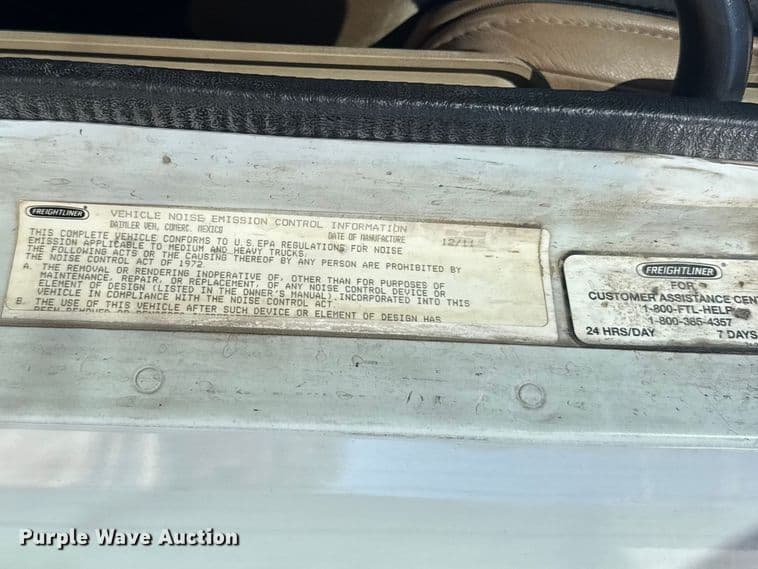 FREIGHTLINER
VEHICLE NOISE EMISSION CONTROL INFORMATION
DAIMLER VEH. COMERC. MEXICO DATE OF MANUFACTURE 12/11
THIS COMPLETE VEHICLE CONFORMS TO U.S.EPA REGULATIONS FOR NOISE
EMISSION APPLICABLE TO MEDIUM AND HEAVY TRUCKS.
THE FOLLOWING ACTS OR THE CAUSING THEREOF BY ANY PERSON ARE PROHIBITED BY
THE NOISE CONTROL ACT OF 1972.
A. THE REMOVAL OR RENDERING INOPERATIVE OF, OTHER THAN FOR PURPOSES OF
MAINTENANCE, REPAIR, OR REPLACEMENT, OF ANY NOISE CONTROL DEVICE OR
ELEMENT OF DESIGN (LISTED IN THE OWNER'S MANUAL) INCORPORATED INTO THIS
VEHICLE IN COMPLIANCE WITH THE NOISE CONTROL ACT.
B. THE USE OF THIS VEHICLE AFTER SUCH DEVICE OR ELEMENT OF DESIGN HAS
BEEN REMOVED OR
FREIGHTLINER
FOR
CUSTOMER ASSISTANCE CEN
1-800-FTL-HELP
1-800-385-4357
24 HRS/DAY 7 DAYS
Purple Wave Auction